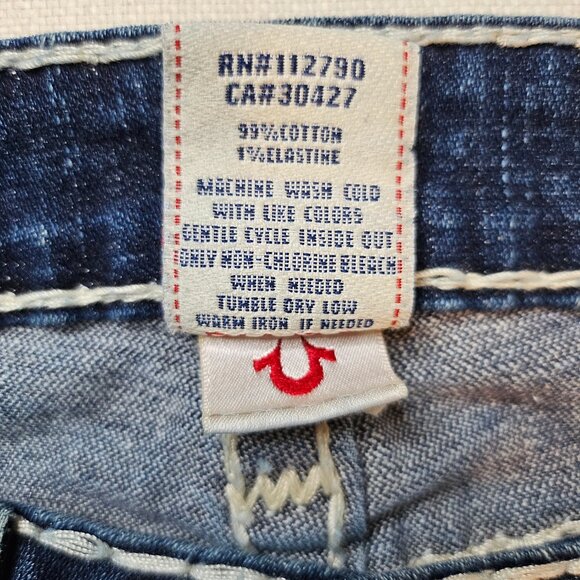 RN#112790
CA#30427
99%COTTON
1%ELASTINE
MACHINE WASH COLD
WITH LIKE COLORS
GENTLE CYCLE INSIDE OUT
ONLY NON-CHLORINE BLEACH
WHEN NEEDED
TUMBLE DRY LOW
WARM IRON IF NEEDED